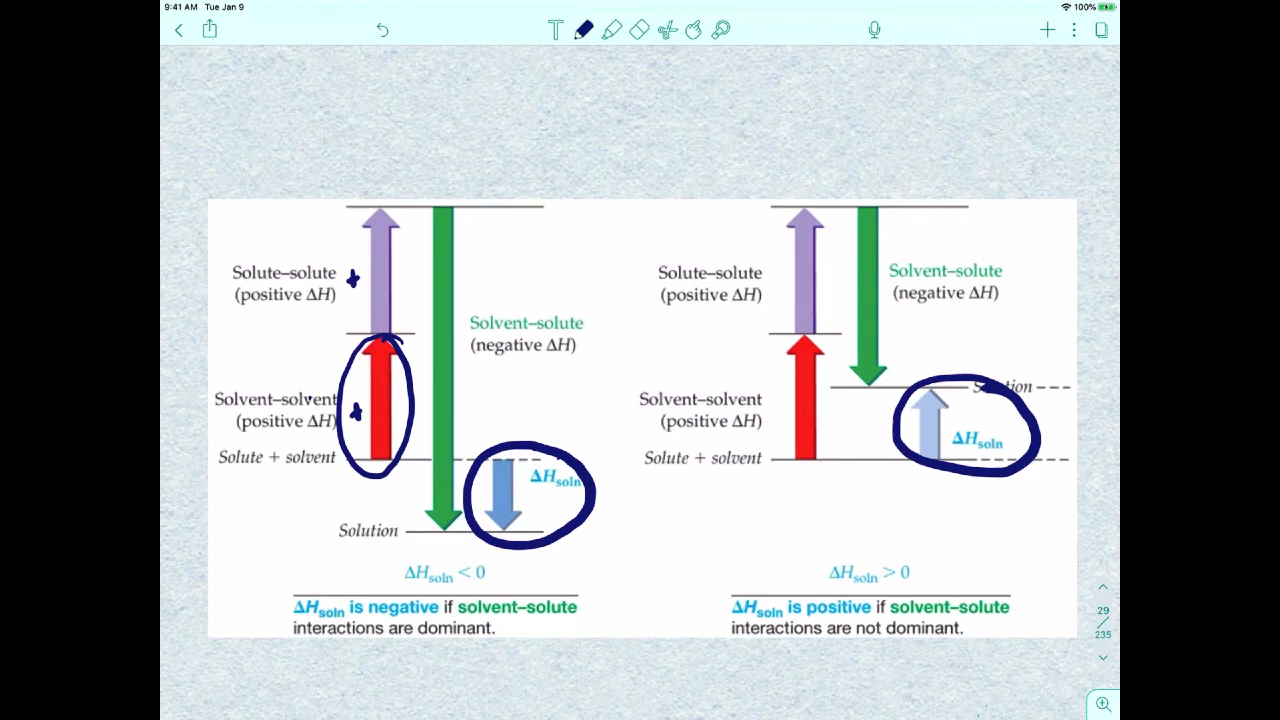 9:41 AM Tue Jan 9
100%
Solute–solute
(positive ΔH)
Solvent–solute
(negative ΔH)
Solvent–solvent
(positive ΔH)
Solute + solvent
ΔHsoln
Solution
ΔHsoln < 0
ΔHsoln is negative if solvent–solute
interactions are dominant.
Solute–solute
(positive ΔH)
Solvent–solute
(negative ΔH)
Solution
Solvent–solvent
(positive ΔH)
ΔHsoln
Solute + solvent
ΔHsoln > 0
ΔHsoln is positive if solvent–solute
interactions are not dominant.
29
/
235